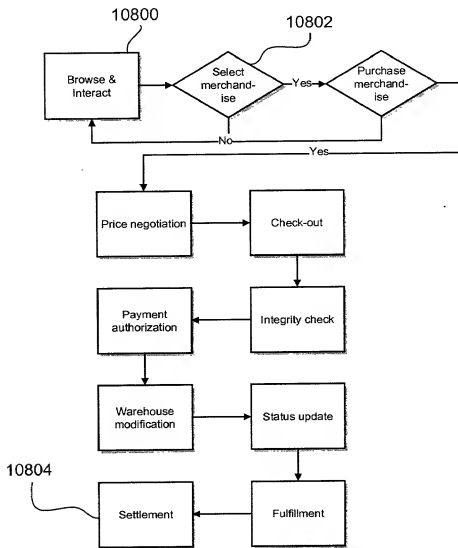 10800
10802
Browse &
Interact
Select
merchand-
ise
Yes
Purchase
merchand-
ise
No
Yes
Price negotiation
Check-out
Payment
authorization
Integrity check
Warehouse
modification
Status update
10804
Settlement
Fulfillment